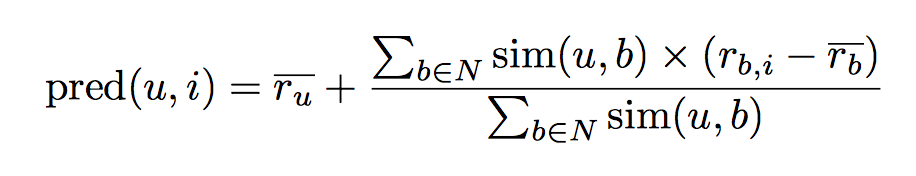 pred(u, i) = \overline{r_u} + \frac{\sum_{b \in N} \text{sim}(u, b) \times (r_{b,i} - \overline{r_b})}{\sum_{b \in N} \text{sim}(u, b)}